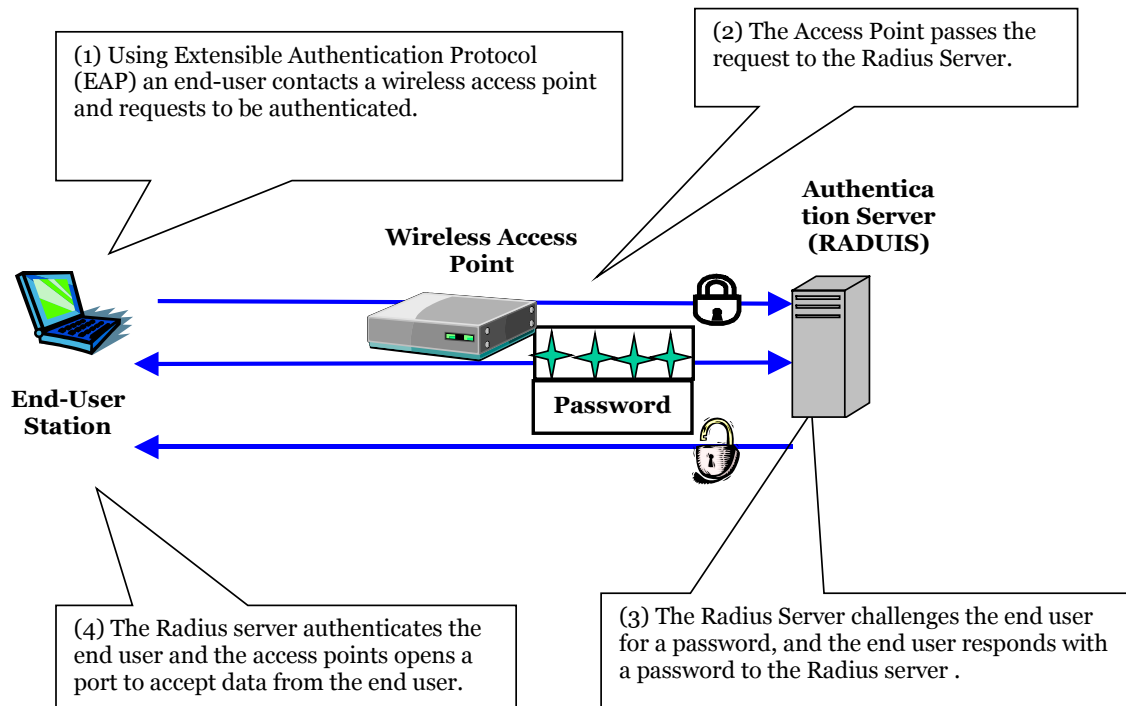 (1) Using Extensible Authentication Protocol
(EAP) an end-user contacts a wireless access point
and requests to be authenticated.
(2) The Access Point passes the
request to the Radius Server.
Authentica
tion Server
(RADUIS)
Wireless Access
Point
End-User
Station
Password
(4) The Radius server authenticates the
end user and the access points opens a
port to accept data from the end user.
(3) The Radius Server challenges the end user
for a password, and the end user responds with
a password to the Radius server .